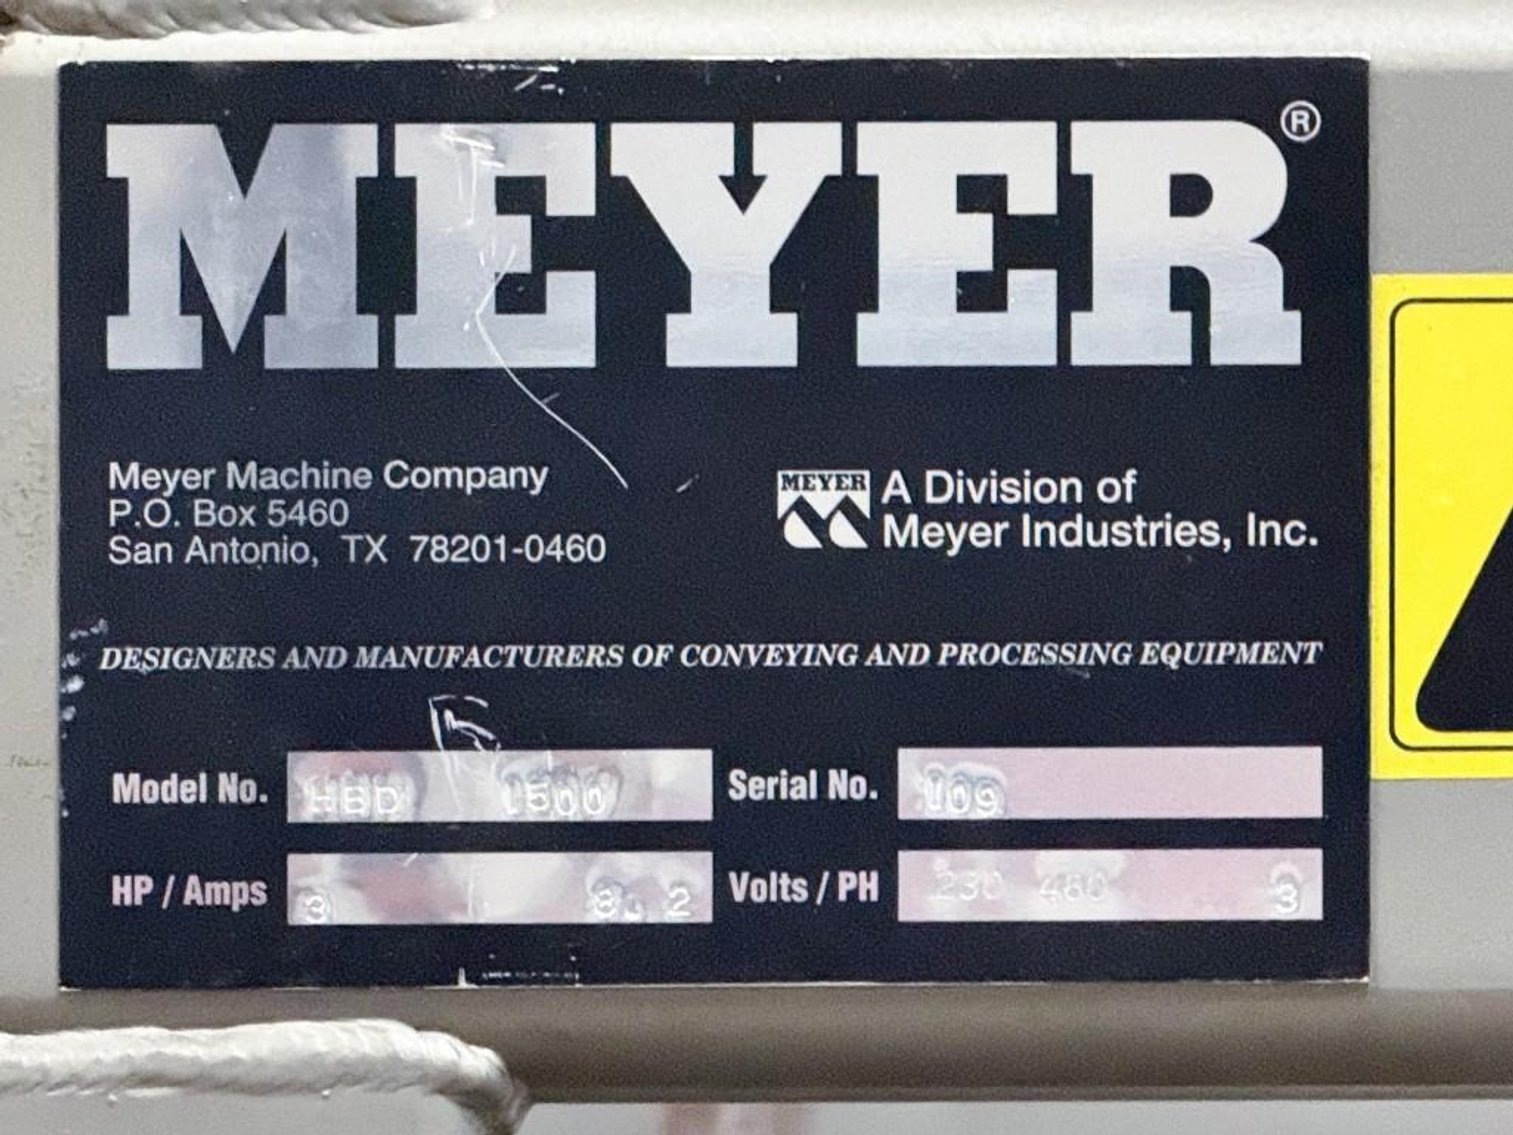 MEYER®
Meyer Machine Company
P.O. Box 5460
San Antonio, TX 78201-0460
MEYER
A Division of
Meyer Industries, Inc.
DESIGNERS AND MANUFACTURERS OF CONVEYING AND PROCESSING EQUIPMENT
Model No. HBD 1500 Serial No. 109
HP / Amps 3 8.2 Volts / PH 230 460 3